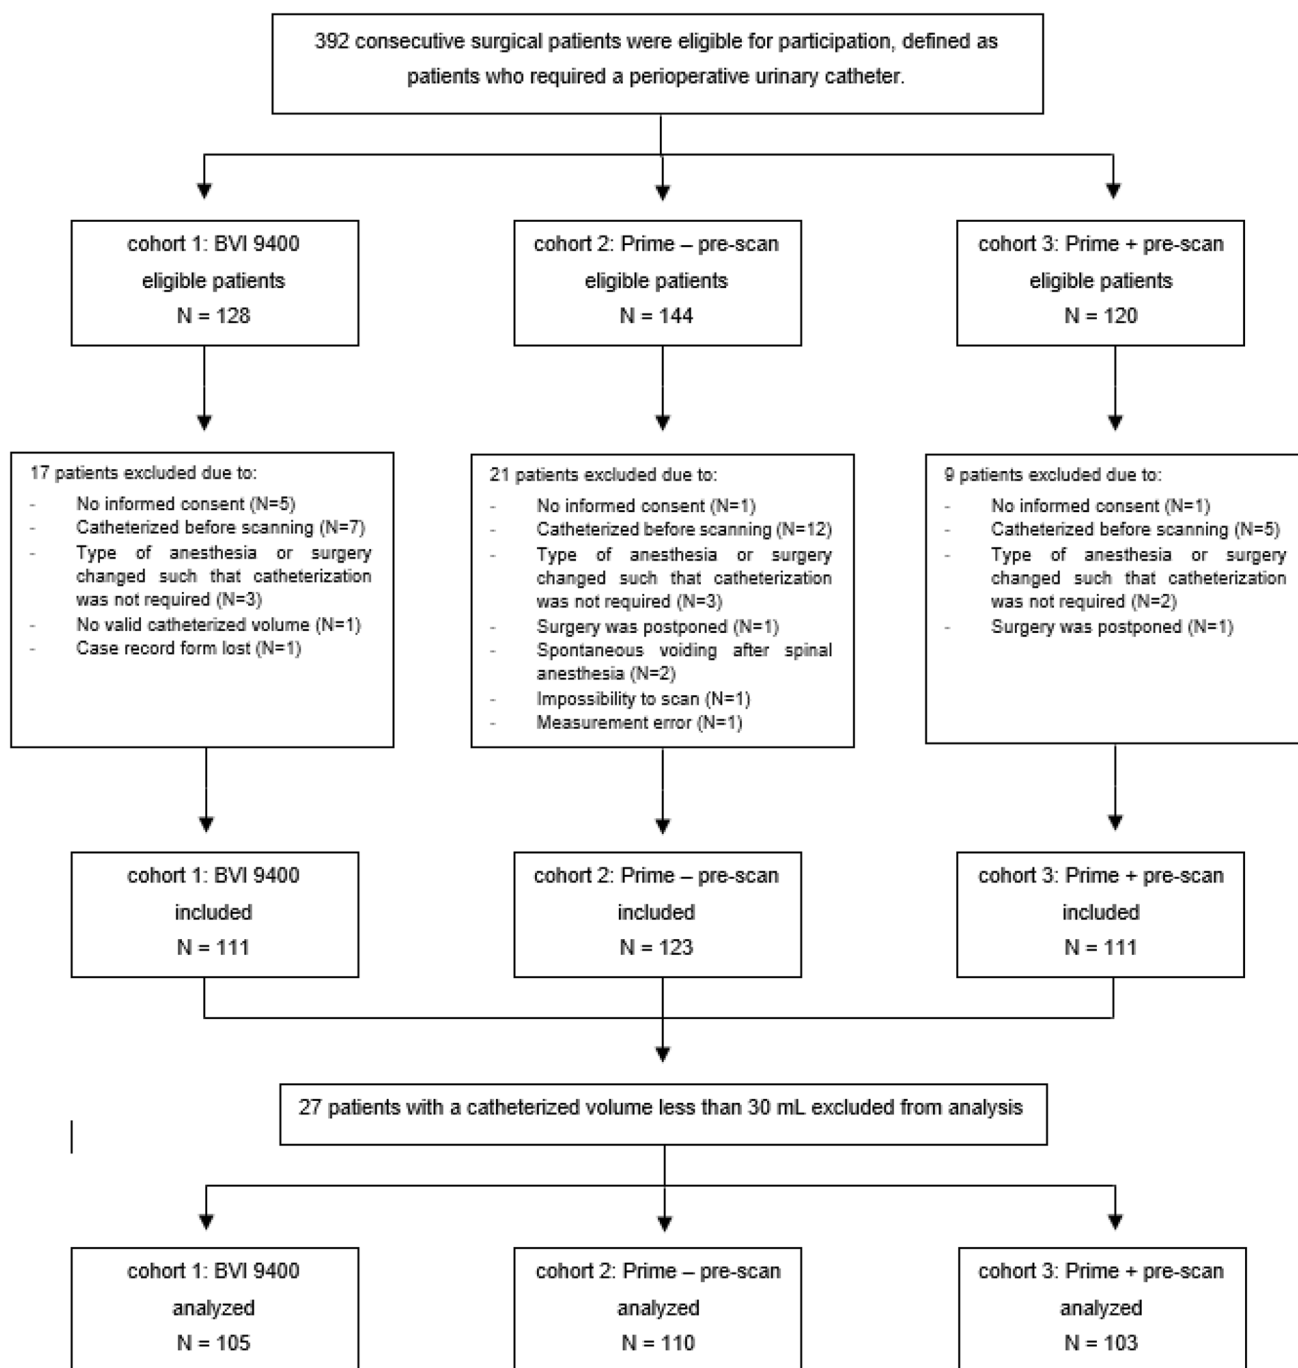 392 consecutive surgical patients were eligible for participation, defined as
patients who required a perioperative urinary catheter.
cohort 1: BVI 9400
eligible patients
N = 128
cohort 2: Prime – pre-scan
eligible patients
N = 144
cohort 3: Prime + pre-scan
eligible patients
N = 120
17 patients excluded due to:
- No informed consent (N=5)
- Catheterized before scanning (N=7)
- Type of anesthesia or surgery
changed such that catheterization
was not required (N=3)
- No valid catheterized volume (N=1)
- Case record form lost (N=1)
21 patients excluded due to:
- No informed consent (N=1)
- Catheterized before scanning (N=12)
- Type of anesthesia or surgery
changed such that catheterization
was not required (N=3)
- Surgery was postponed (N=1)
- Spontaneous voiding after spinal
anesthesia (N=2)
- Impossibility to scan (N=1)
- Measurement error (N=1)
9 patients excluded due to:
- No informed consent (N=1)
- Catheterized before scanning (N=5)
- Type of anesthesia or surgery
changed such that catheterization
was not required (N=2)
- Surgery was postponed (N=1)
cohort 1: BVI 9400
included
N = 111
cohort 2: Prime – pre-scan
included
N = 123
cohort 3: Prime + pre-scan
included
N = 111
27 patients with a catheterized volume less than 30 mL excluded from analysis
cohort 1: BVI 9400
analyzed
N = 105
cohort 2: Prime – pre-scan
analyzed
N = 110
cohort 3: Prime + pre-scan
analyzed
N = 103